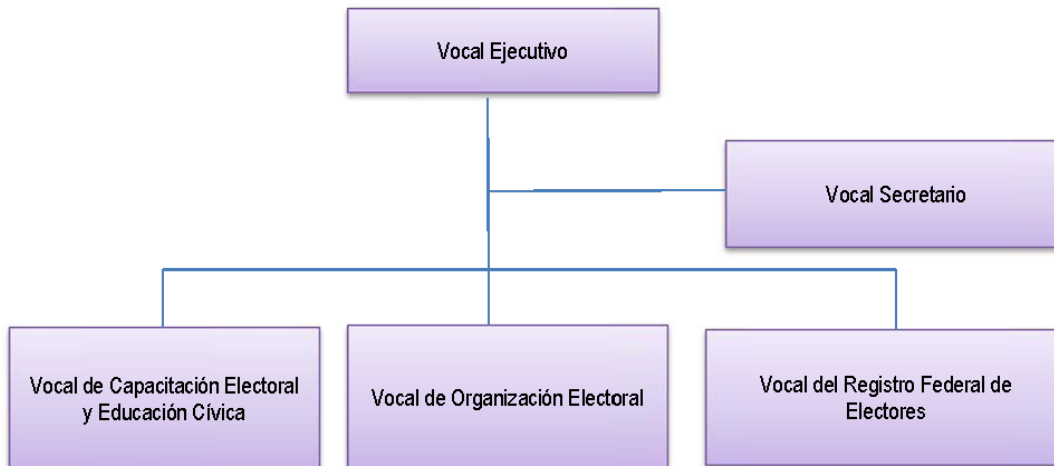 Vocal Ejecutivo
Vocal Secretario
Vocal de Capacitación Electoral
y Educación Cívica
Vocal de Organización Electoral
Vocal del Registro Federal de
Electores